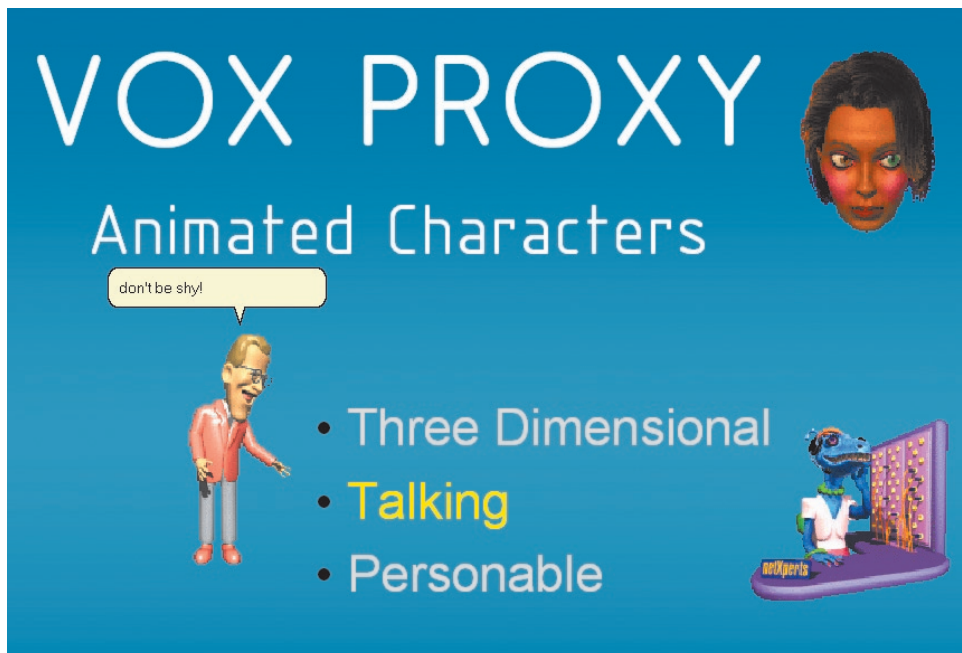 VOX PROXY
Animated Characters
don't be shy!
• Three Dimensional
• Talking
• Personable
netXperts